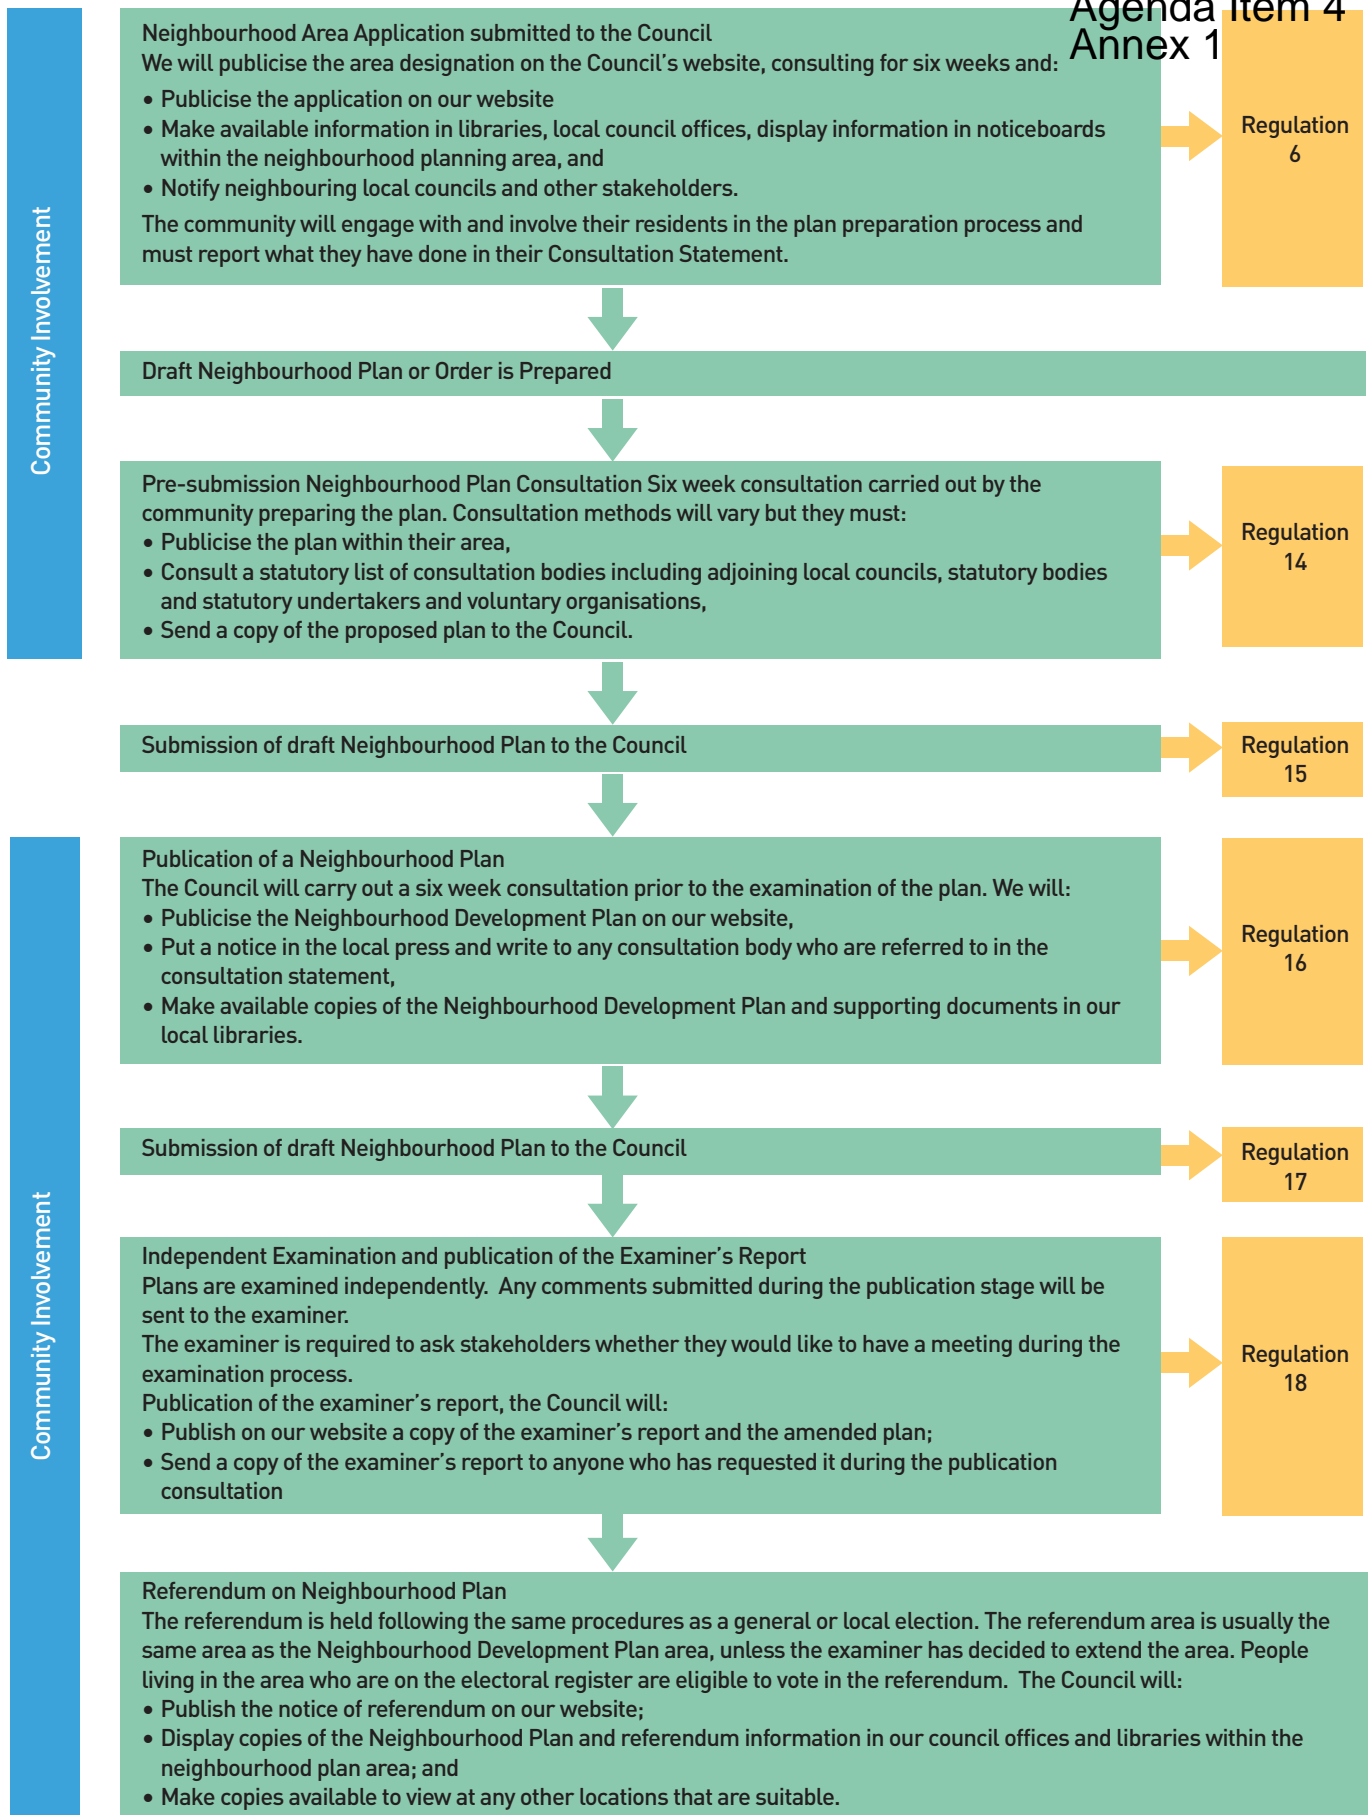 Agenda Item 4
Annex 1
Community Involvement
Neighbourhood Area Application submitted to the Council
We will publicise the area designation on the Council's website, consulting for six weeks and:
• Publicise the application on our website
• Make available information in libraries, local council offices, display information in noticeboards
within the neighbourhood planning area, and
• Notify neighbouring local councils and other stakeholders.
The community will engage with and involve their residents in the plan preparation process and
must report what they have done in their Consultation Statement.
Regulation
6
Draft Neighbourhood Plan or Order is Prepared
Pre-submission Neighbourhood Plan Consultation Six week consultation carried out by the
community preparing the plan. Consultation methods will vary but they must:
• Publicise the plan within their area,
• Consult a statutory list of consultation bodies including adjoining local councils, statutory bodies
and statutory undertakers and voluntary organisations,
• Send a copy of the proposed plan to the Council.
Regulation
14
Submission of draft Neighbourhood Plan to the Council
Regulation
15
Community Involvement
Publication of a Neighbourhood Plan
The Council will carry out a six week consultation prior to the examination of the plan. We will:
• Publicise the Neighbourhood Development Plan on our website,
• Put a notice in the local press and write to any consultation body who are referred to in the
consultation statement,
• Make available copies of the Neighbourhood Development Plan and supporting documents in our
local libraries.
Regulation
16
Submission of draft Neighbourhood Plan to the Council
Regulation
17
Independent Examination and publication of the Examiner's Report
Plans are examined independently. Any comments submitted during the publication stage will be
sent to the examiner.
The examiner is required to ask stakeholders whether they would like to have a meeting during the
examination process.
Publication of the examiner's report, the Council will:
• Publish on our website a copy of the examiner's report and the amended plan;
• Send a copy of the examiner's report to anyone who has requested it during the publication
consultation
Regulation
18
Referendum on Neighbourhood Plan
The referendum is held following the same procedures as a general or local election. The referendum area is usually the
same area as the Neighbourhood Development Plan area, unless the examiner has decided to extend the area. People
living in the area who are on the electoral register are eligible to vote in the referendum. The Council will:
• Publish the notice of referendum on our website;
• Display copies of the Neighbourhood Plan and referendum information in our council offices and libraries within the
neighbourhood plan area; and
• Make copies available to view at any other locations that are suitable.